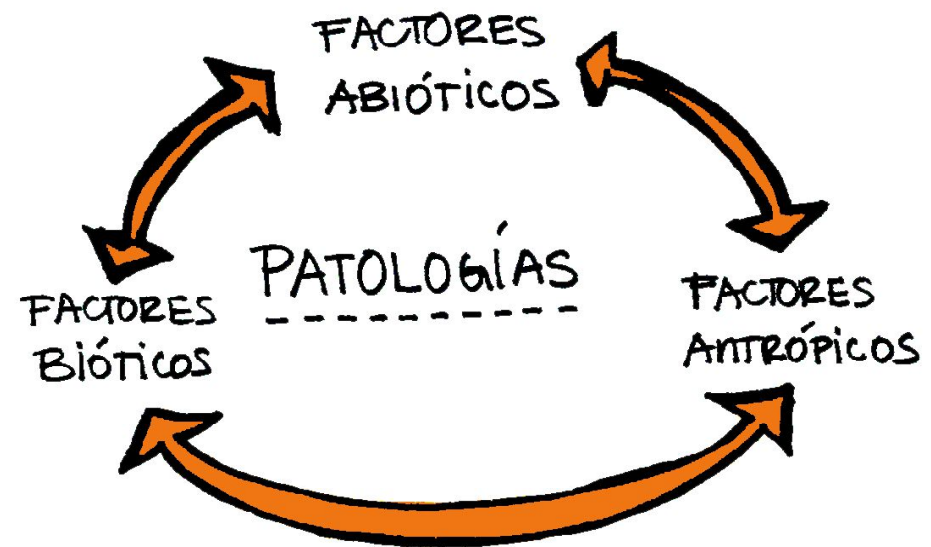 FACTORES
ABIÓTICOS
PATOLOGÍAS
FACTORES
BIÓTICOS
FACTORES
ANTRÓPICOS